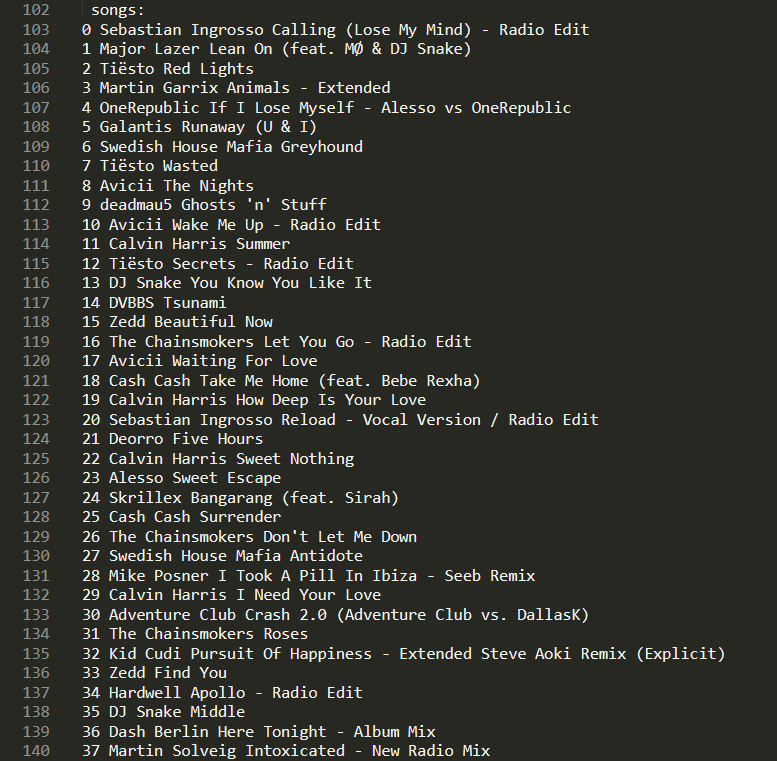 102 songs:
103 0 Sebastian Ingrosso Calling (Lose My Mind) - Radio Edit
104 1 Major Lazer Lean On (feat. MØ & DJ Snake)
105 2 Tiësto Red Lights
106 3 Martin Garrix Animals - Extended
107 4 OneRepublic If I Lose Myself - Alesso vs OneRepublic
108 5 Galantis Runaway (U & I)
109 6 Swedish House Mafia Greyhound
110 7 Tiësto Wasted
111 8 Avicii The Nights
112 9 deadmau5 Ghosts 'n' Stuff
113 10 Avicii Wake Me Up - Radio Edit
114 11 Calvin Harris Summer
115 12 Tiësto Secrets - Radio Edit
116 13 DJ Snake You Know You Like It
117 14 DVBBS Tsunami
118 15 Zedd Beautiful Now
119 16 The Chainsmokers Let You Go - Radio Edit
120 17 Avicii Waiting For Love
121 18 Cash Cash Take Me Home (feat. Bebe Rexha)
122 19 Calvin Harris How Deep Is Your Love
123 20 Sebastian Ingrosso Reload - Vocal Version / Radio Edit
124 21 Deorro Five Hours
125 22 Calvin Harris Sweet Nothing
126 23 Alesso Sweet Escape
127 24 Skrillex Bangarang (feat. Sirah)
128 25 Cash Cash Surrender
129 26 The Chainsmokers Don't Let Me Down
130 27 Swedish House Mafia Antidote
131 28 Mike Posner I Took A Pill In Ibiza - Seeb Remix
132 29 Calvin Harris I Need Your Love
133 30 Adventure Club Crash 2.0 (Adventure Club vs. DallasK)
134 31 The Chainsmokers Roses
135 32 Kid Cudi Pursuit Of Happiness - Extended Steve Aoki Remix (Explicit)
136 33 Zedd Find You
137 34 Hardwell Apollo - Radio Edit
138 35 DJ Snake Middle
139 36 Dash Berlin Here Tonight - Album Mix
140 37 Martin Solveig Intoxicated - New Radio Mix